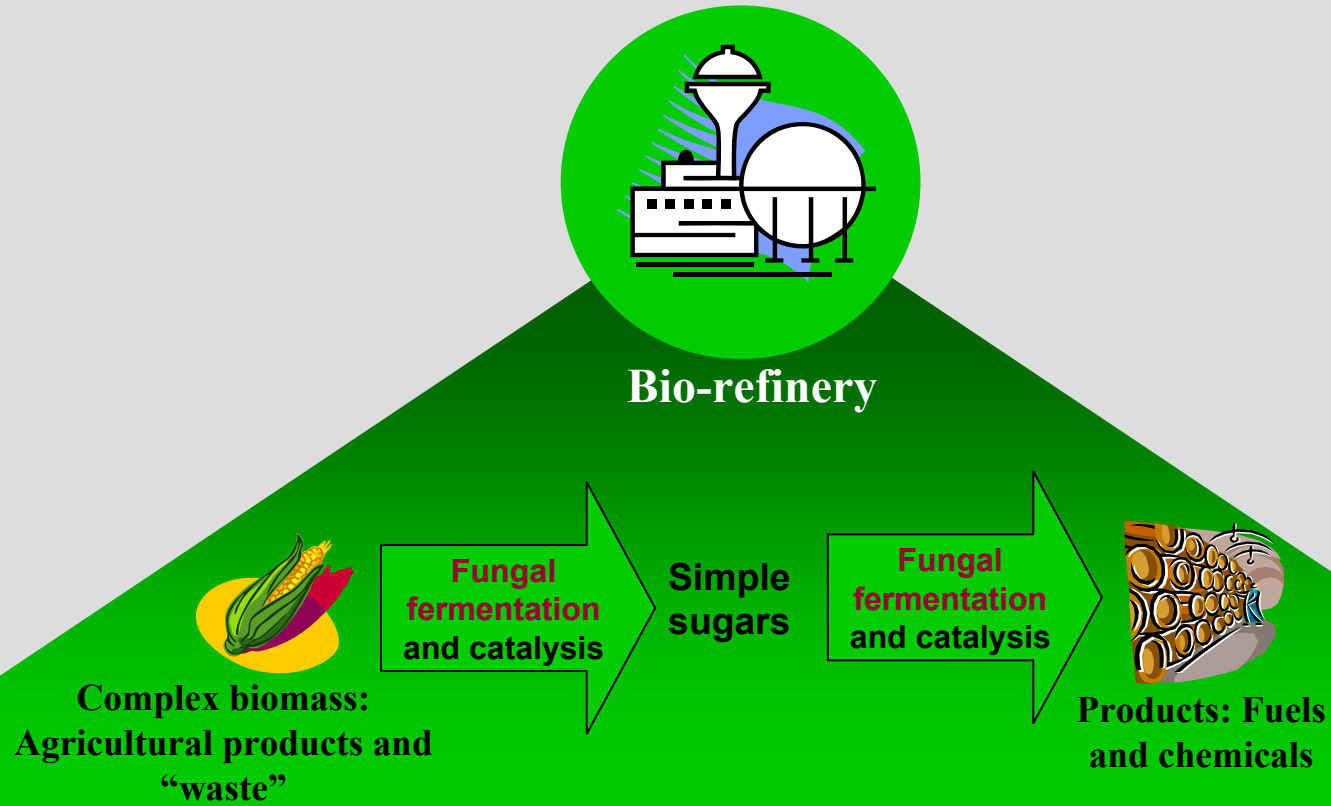 Bio-refinery
Fungal
fermentation
and catalysis
Simple
sugars
Fungal
fermentation
and catalysis
Complex biomass:
Agricultural products and
“waste”
Products: Fuels
and chemicals